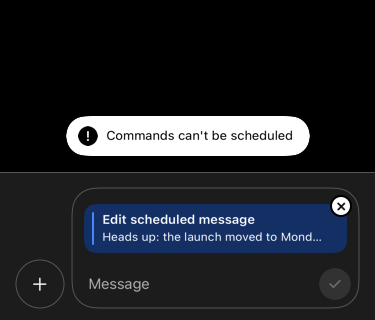 Commands can't be scheduled
Edit scheduled message
Heads up: the launch moved to Mond...
Message